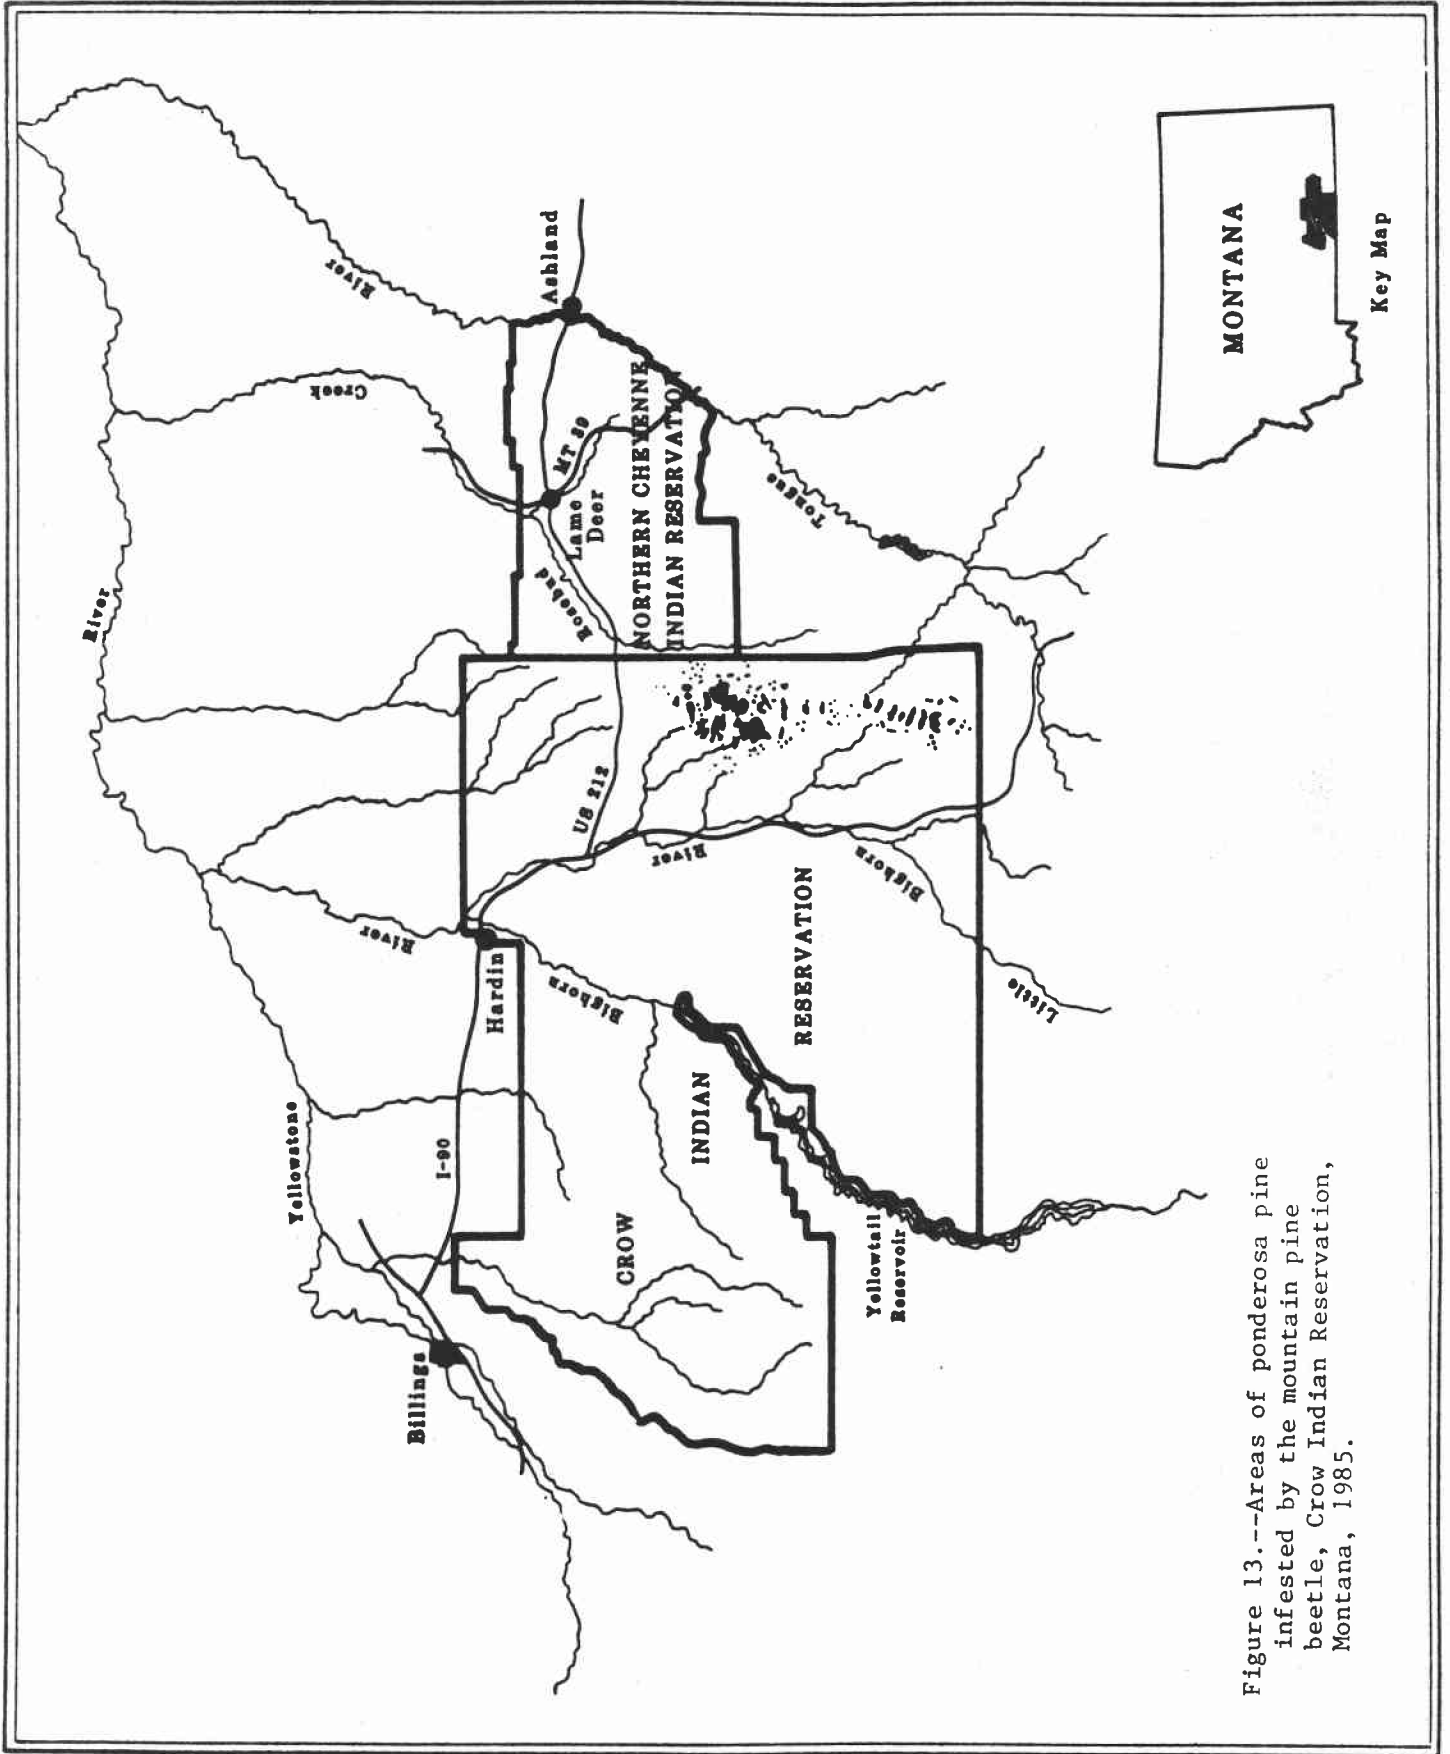 Yellowstone
River
River
Creek
River
Ashland
MT 39
Lame
Deer
Rosebud
NORTHERN CHEYENNE
INDIAN RESERVATION
Tongue
Billings
I-90
Hardin
River
Bighorn
US 212
River
Bighorn
Little
CROW
INDIAN
RESERVATION
Yellowtail
Reservoir
MONTANA
Key Map
Figure 13.--Areas of ponderosa pine
infested by the mountain pine
beetle, Crow Indian Reservation,
Montana, 1985.